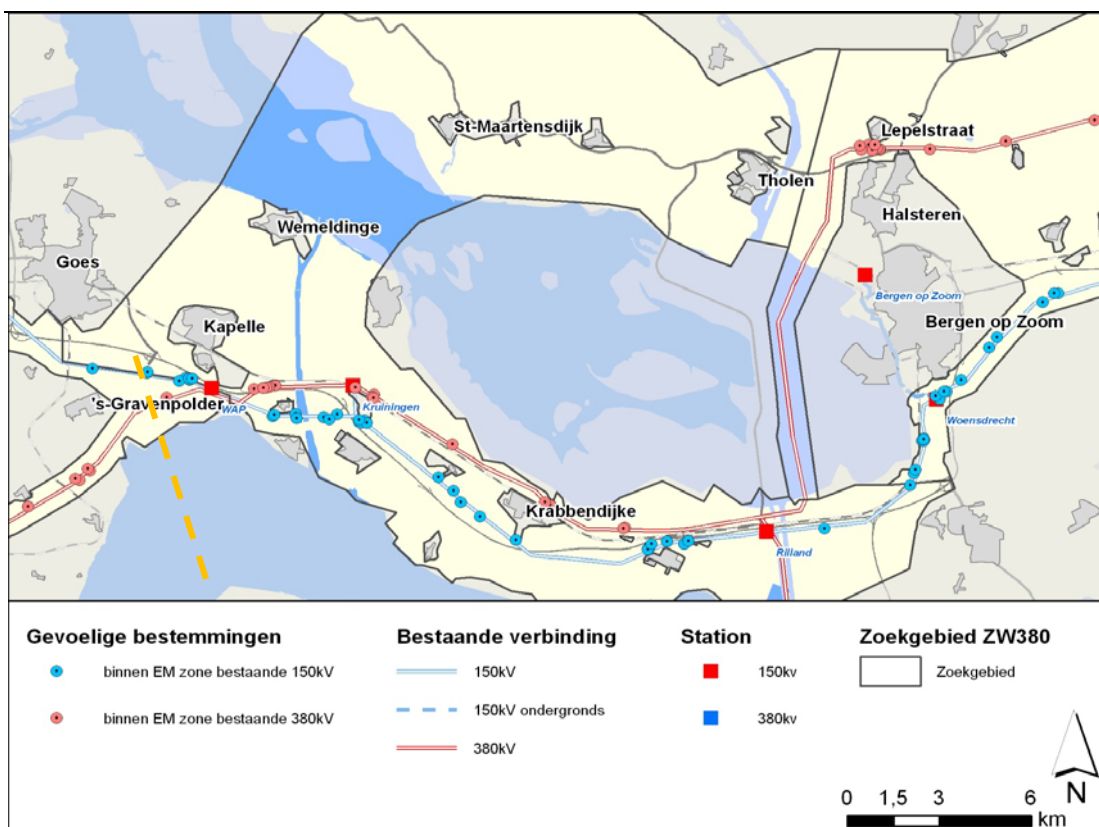 St-Maartensdijk
Lepelstraat
Tholen
Halsteren
Wemeldinge
Goes
Bergen op Zoom
Bergen op Zoom
Kapelle
's-Gravenpolder
WAP
Kruiningen
Woensdrecht
Krabbendijke
Rilland
Gevoelige bestemmingen
binnen EM zone bestaande 150kV
binnen EM zone bestaande 380kV
Bestaande verbinding
150kV
150kV ondergronds
380kV
Station
150kv
380kv
Zoekgebied ZW380
Zoekgebied
N
0 1,5 3 6
km